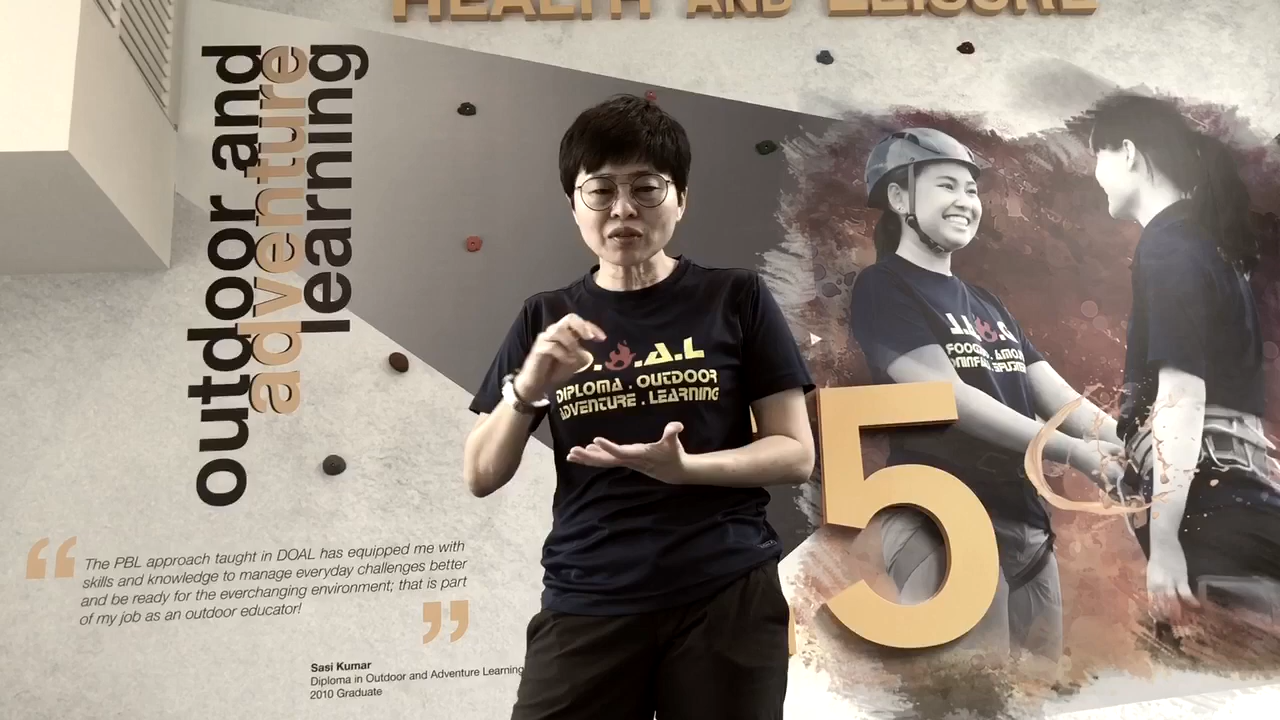 HEALTH AND LEISURE
outdoor and
adventure
learning
D.O.A.L
DIPLOMA . OUTDOOR
ADVENTURE . LEARNING
5
“The PBL approach taught in DOAL has equipped me with
skills and knowledge to manage everyday challenges better
and be ready for the everchanging environment; that is part
of my job as an outdoor educator!”
Sasi Kumar
Diploma in Outdoor and Adventure Learning
2010 Graduate